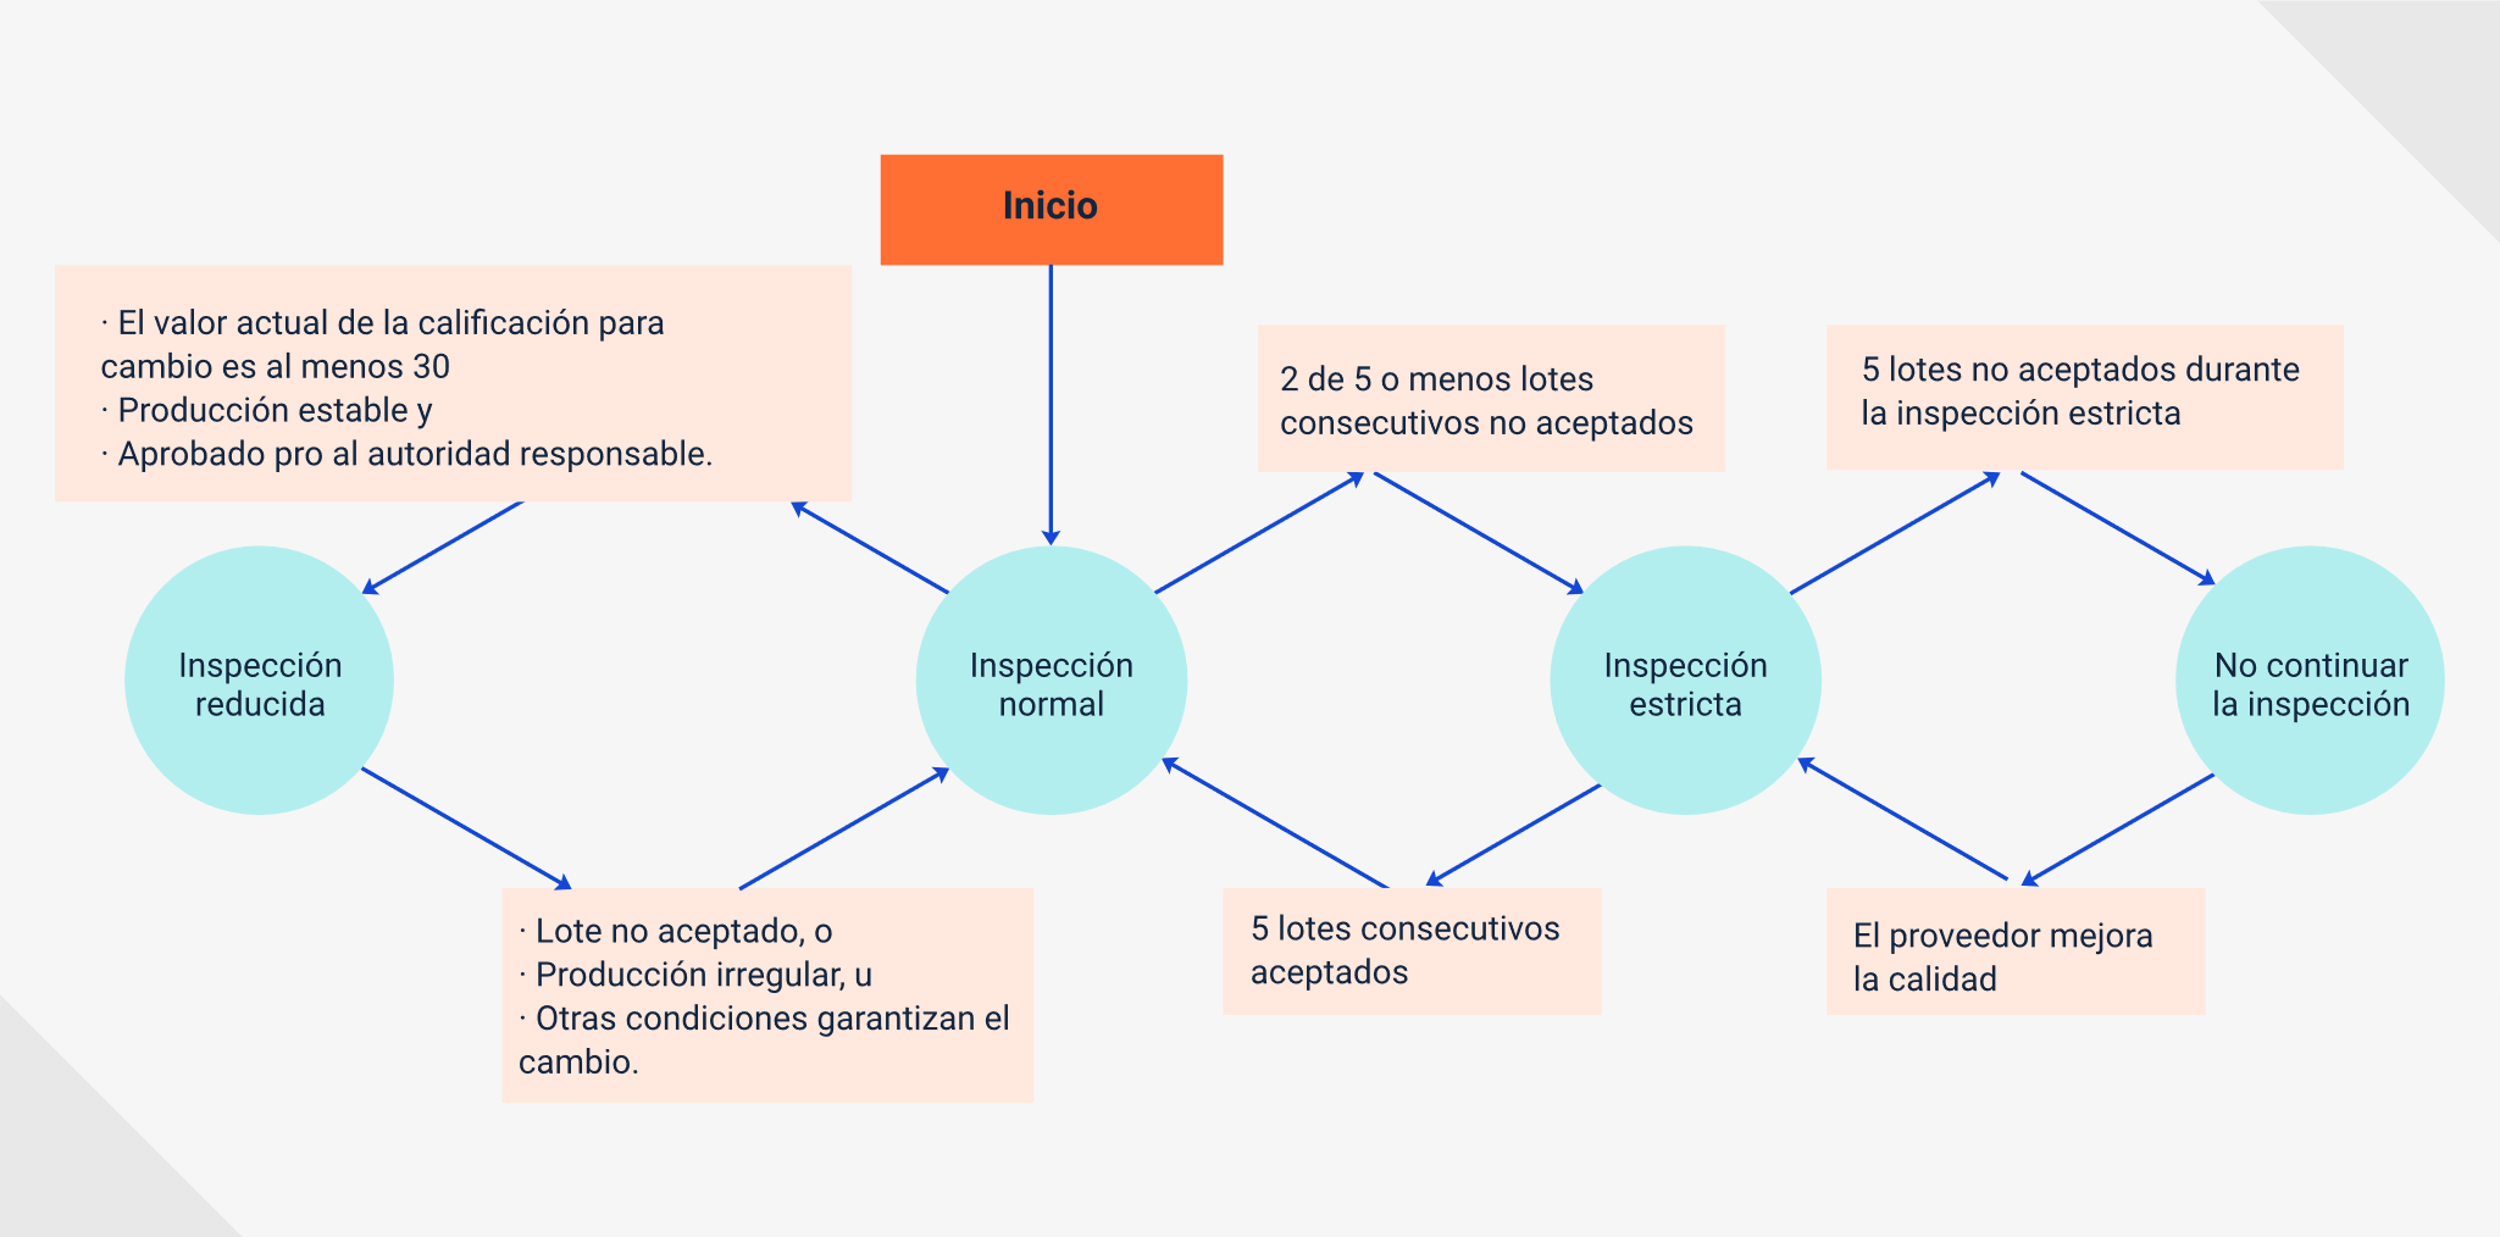 Inicio
· El valor actual de la calificación para
cambio es al menos 30
· Producción estable y
· Aprobado pro al autoridad responsable.
2 de 5 o menos lotes
consecutivos no aceptados
5 lotes no aceptados durante
la inspección estricta
Inspección
reducida
Inspección
normal
Inspección
estricta
No continuar
la inspección
· Lote no aceptado, o
· Producción irregular, u
· Otras condiciones garantizan el
cambio.
5 lotes consecutivos
aceptados
El proveedor mejora
la calidad